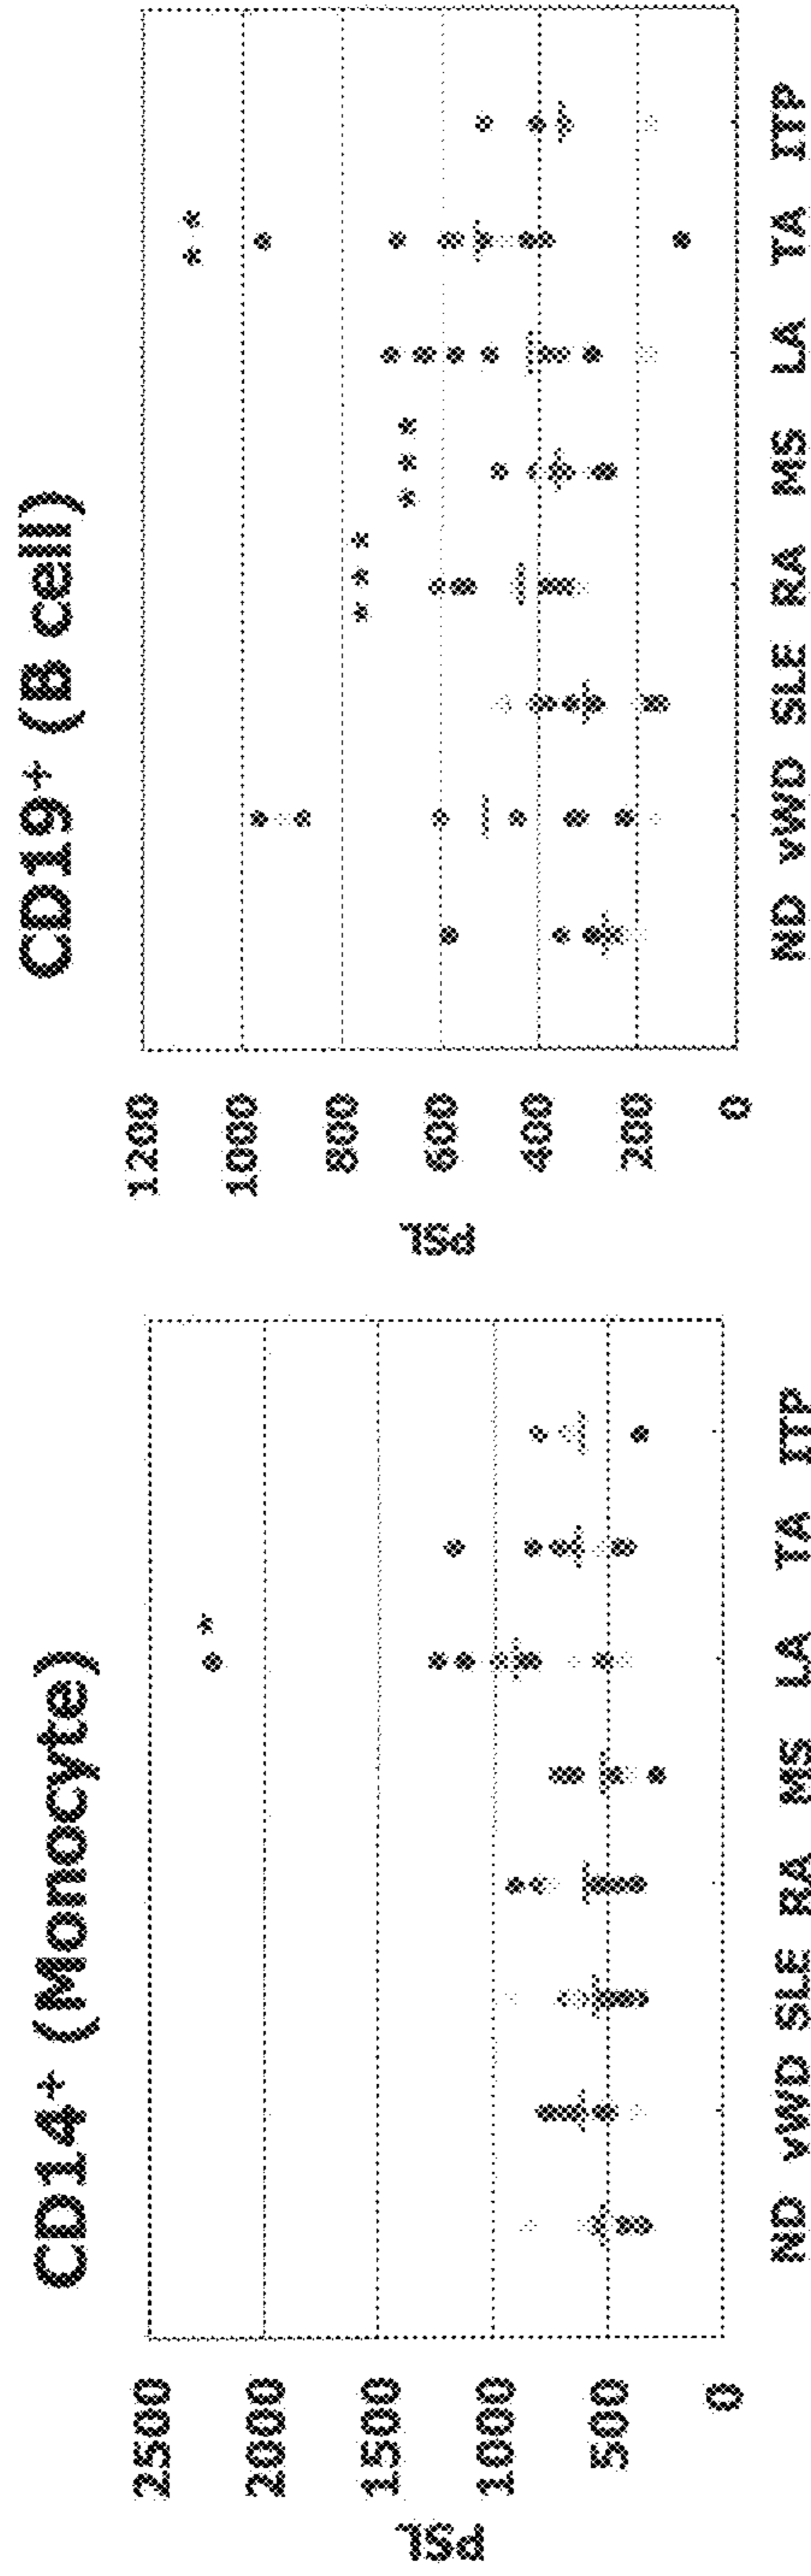 CD14+ (Monocyte)
PSL
2500
2000
1500
1000
500
0
*
ND vWD SLE RA MS LA TA ITP
CD19+ (B cell)
PSL
1200
1000
800
600
400
200
0
***
***
**
ND vWD SLE RA MS LA TA ITP